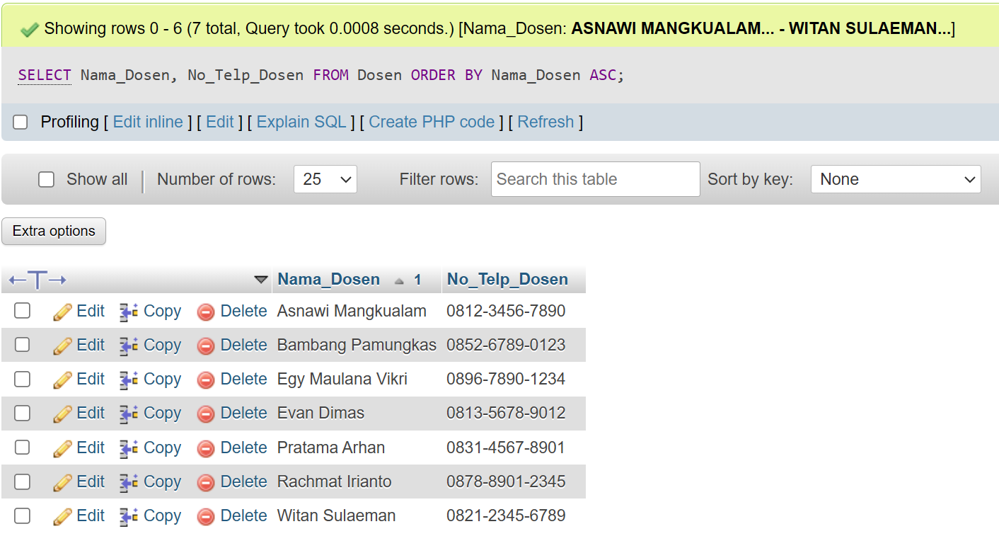 Showing rows 0 - 6 (7 total, Query took 0.0008 seconds.) [Nama_Dosen: ASNAWI MANGKUALAM... - WITAN SULAEMAN...]
SELECT Nama_Dosen, No_Telp_Dosen FROM Dosen ORDER BY Nama_Dosen ASC;
Profiling [ Edit inline ] [ Edit ] [ Explain SQL ] [ Create PHP code ] [ Refresh ]
Show all | Number of rows: 25 Filter rows: Search this table Sort by key: None
Extra options
←T→ Nama_Dosen 1 No_Telp_Dosen
Edit Copy Delete Asnawi Mangkualam 0812-3456-7890
Edit Copy Delete Bambang Pamungkas 0852-6789-0123
Edit Copy Delete Egy Maulana Vikri 0896-7890-1234
Edit Copy Delete Evan Dimas 0813-5678-9012
Edit Copy Delete Pratama Arhan 0831-4567-8901
Edit Copy Delete Rachmat Irianto 0878-8901-2345
Edit Copy Delete Witan Sulaeman 0821-2345-6789